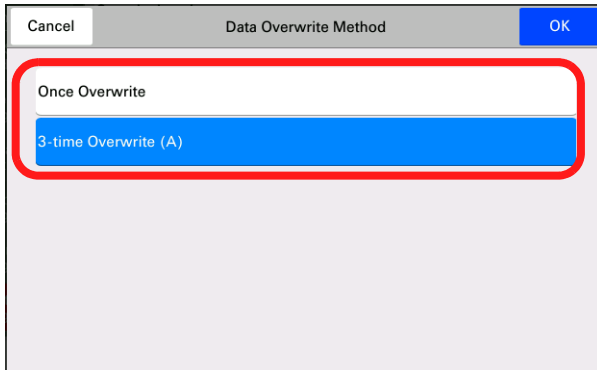 Cancel
Data Overwrite Method
OK
Once Overwrite
3-time Overwrite (A)